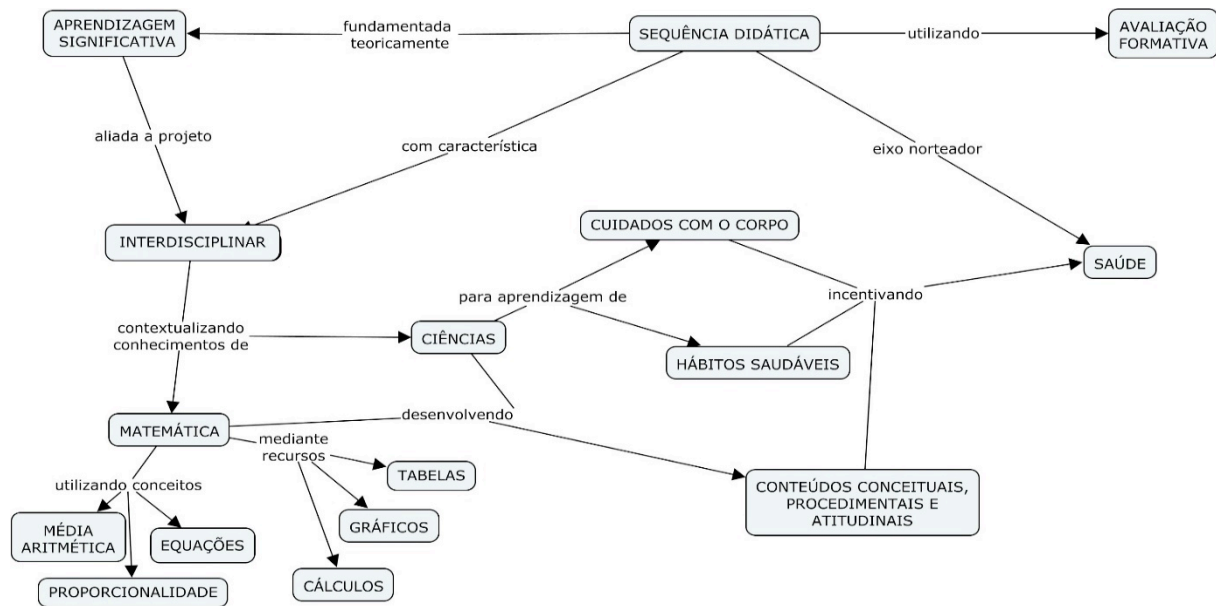 APRENDIZAGEM
SIGNIFICATIVA
fundamentada
teoricamente
SEQUÊNCIA DIDÁTICA
utilizando
AVALIAÇÃO
FORMATIVA
aliada a projeto
com característica
eixo norteador
INTERDISCIPLINAR
CUIDADOS COM O CORPO
SAÚDE
para aprendizagem de
incentivando
contextualizando
conhecimentos de
CIÊNCIAS
HÁBITOS SAUDÁVEIS
MATEMÁTICA
desenvolvendo
mediante
recursos
TABELAS
utilizando conceitos
CONTEÚDOS CONCEITUAIS,
PROCEDIMENTAIS E
ATITUDINAIS
MÉDIA
ARITMÉTICA
EQUAÇÕES
GRÁFICOS
PROPORCIONALIDADE
CÁLCULOS